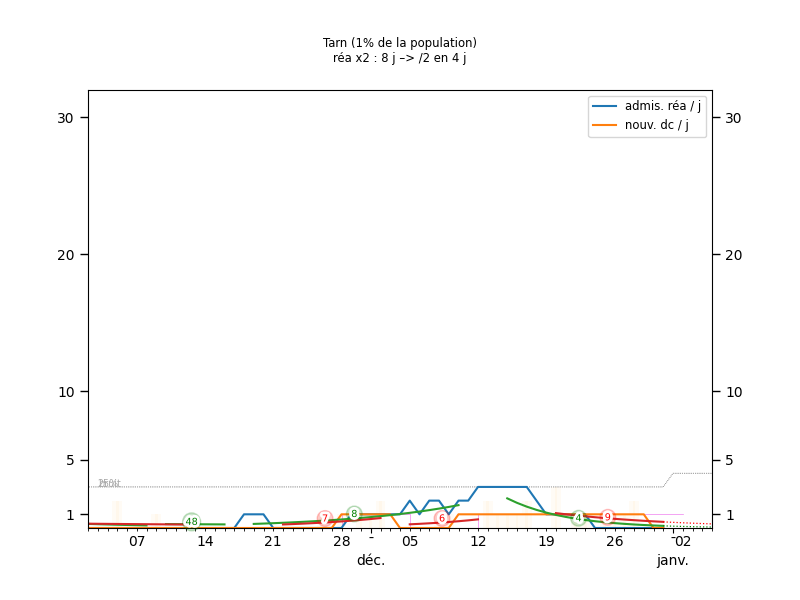 Tarn (1% de la population)
réa x2 : 8 j –> /2 en 4 j
admis. réa / j
nouv. dc / j
30 30
20 20
10 10
5 5
1 1
48 7 8 6 4 9
07 14 21 28 - 05 12 19 26 - 02
déc. janv.